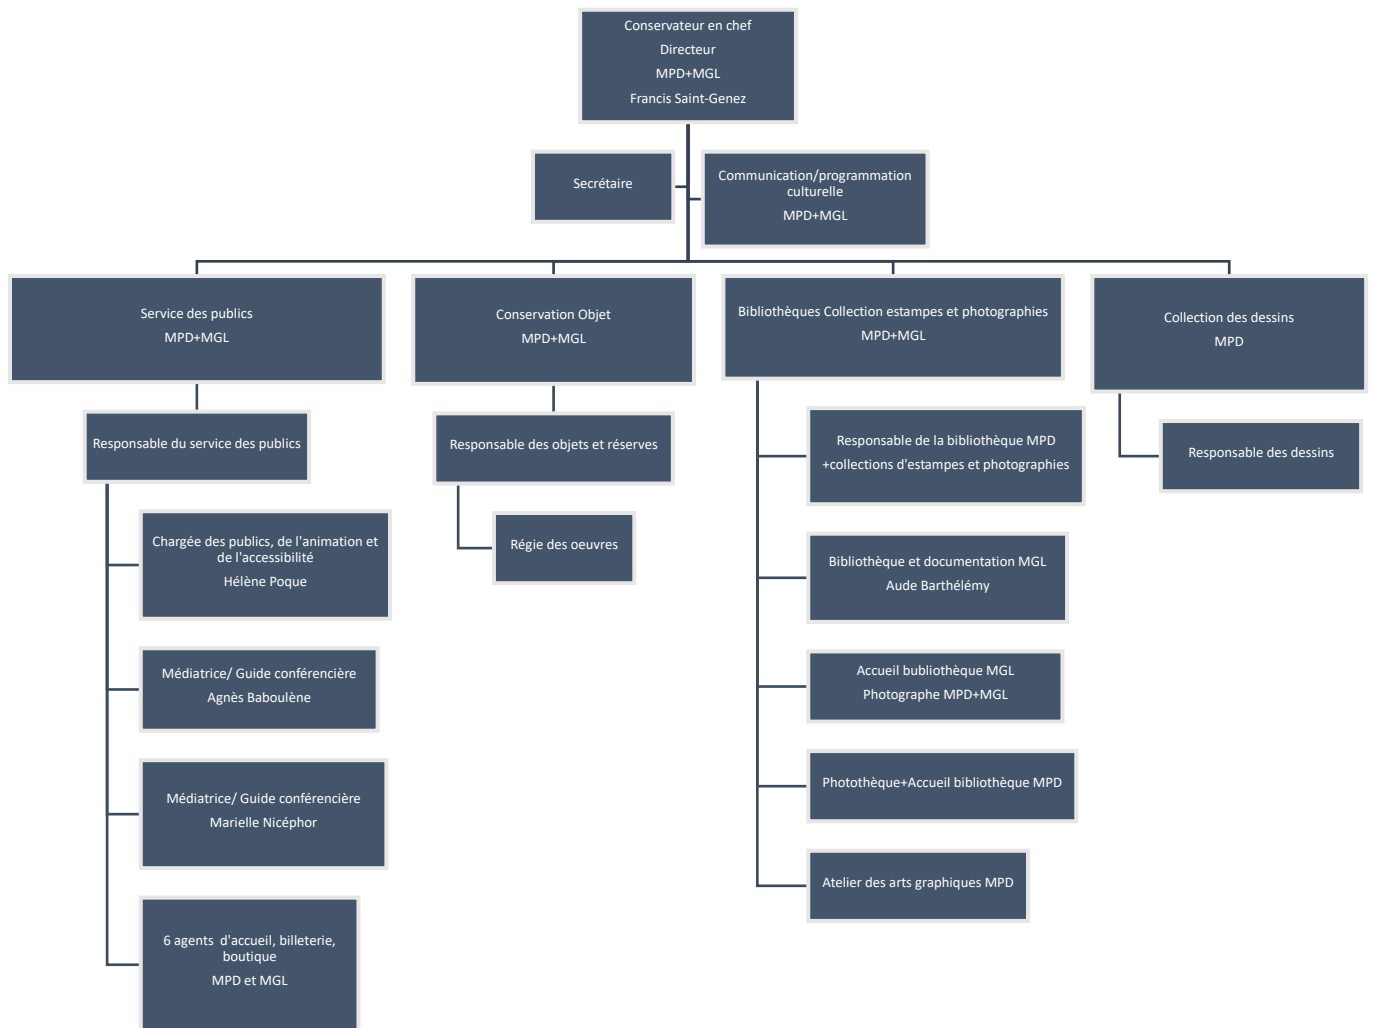 Conservateur en chef
Directeur
MPD+MGL
Francis Saint-Genez
Secrétaire
Communication/programmation
culturelle
MPD+MGL
Service des publics
MPD+MGL
Conservation Objet
MPD+MGL
Bibliothèques Collection estampes et photographies
MPD+MGL
Collection des dessins
MPD
Responsable du service des publics
Chargée des publics, de l'animation et
de l'accessibilité
Hélène Poque
Médiatrice/ Guide conférencière
Agnès Baboulène
Médiatrice/ Guide conférencière
Marielle Nicéphor
6 agents d'accueil, billeterie,
boutique
MPD et MGL
Responsable des objets et réserves
Régie des oeuvres
Responsable de la bibliothèque MPD
+collections d'estampes et photographies
Bibliothèque et documentation MGL
Aude Barthélémy
Accueil bubliothèque MGL
Photographe MPD+MGL
Photothèque+Accueil bibliothèque MPD
Atelier des arts graphiques MPD
Responsable des dessins